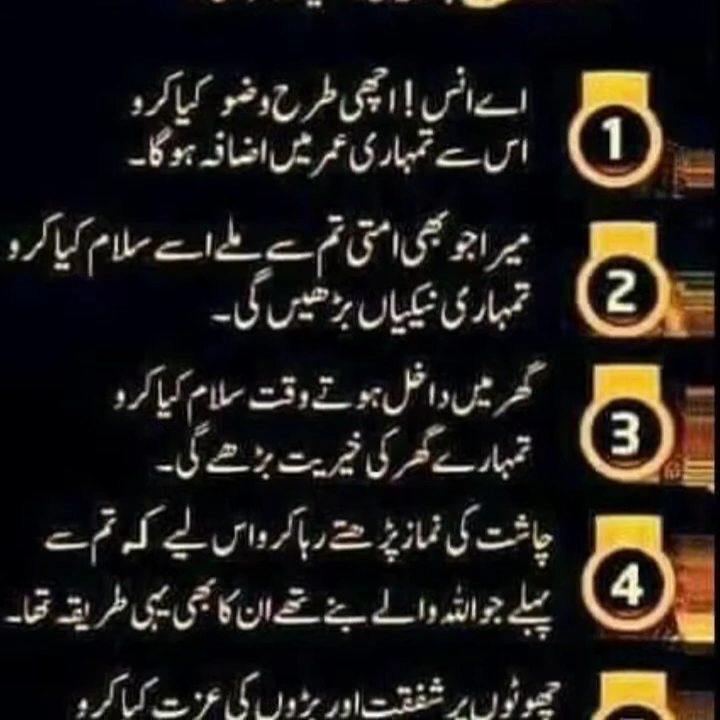 1
اے انس! اچھی طرح وضو کیا کرو
اس سے تمہاری عمر میں اضافہ ہوگا۔
2
میرا جو بھی امتی تم سے ملے اسے سلام کیا کرو
تمہاری نیکیاں بڑھیں گی۔
3
گھر میں داخل ہوتے وقت سلام کیا کرو
تمہارے گھر کی خیریت بڑھے گی۔
4
چاشت کی نماز پڑھتے رہا کرو اس لیے کہ تم سے
پہلے جو اللہ والے بنے تھے ان کا بھی یہی طریقہ تھا۔
چھوٹوں پر شفقت اور بڑوں کی عزت کیا کرو